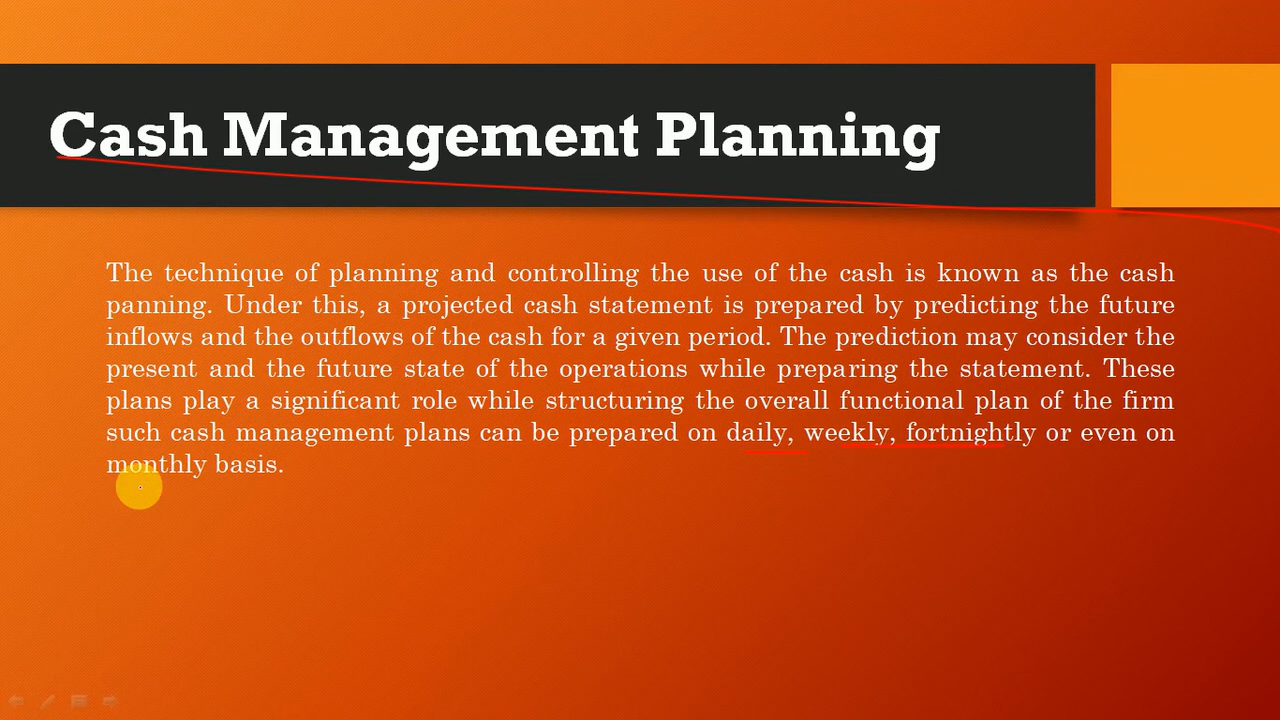 Cash Management Planning
The technique of planning and controlling the use of the cash is known as the cash
panning. Under this, a projected cash statement is prepared by predicting the future
inflows and the outflows of the cash for a given period. The prediction may consider the
present and the future state of the operations while preparing the statement. These
plans play a significant role while structuring the overall functional plan of the firm
such cash management plans can be prepared on daily, weekly, fortnightly or even on
monthly basis.